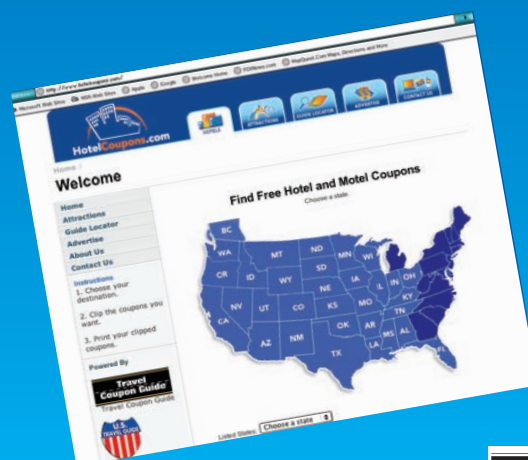 http://www.hotelcoupons.com/
Microsoft Web Sites MSN Web Sites Apple Google Welcome Home FOXNews.com MapQuest.Com Maps, Directions and More
HotelCoupons.com
HOTELS
ATTRACTIONS
GUIDE LOCATOR
ADVERTISE
CONTACT US
Home /
Welcome
Home
Attractions
Guide Locator
Advertise
About Us
Contact Us
Instructions
1. Choose your
destination.
2. Clip the coupons you
want.
3. Print your clipped
coupons.
Powered By
Travel
Coupon Guide
Travel Coupon Guide
U.S.
TRAVEL GUIDE
Find Free Hotel and Motel Coupons
Choose a state
BC
WA MT ND MN WI
OR ID WY SD
NE IA IL IN OH
NV UT CO KS MO KY
CA
AZ NM OK AR TN
MS AL
TX LA
FL
United States: Choose a state